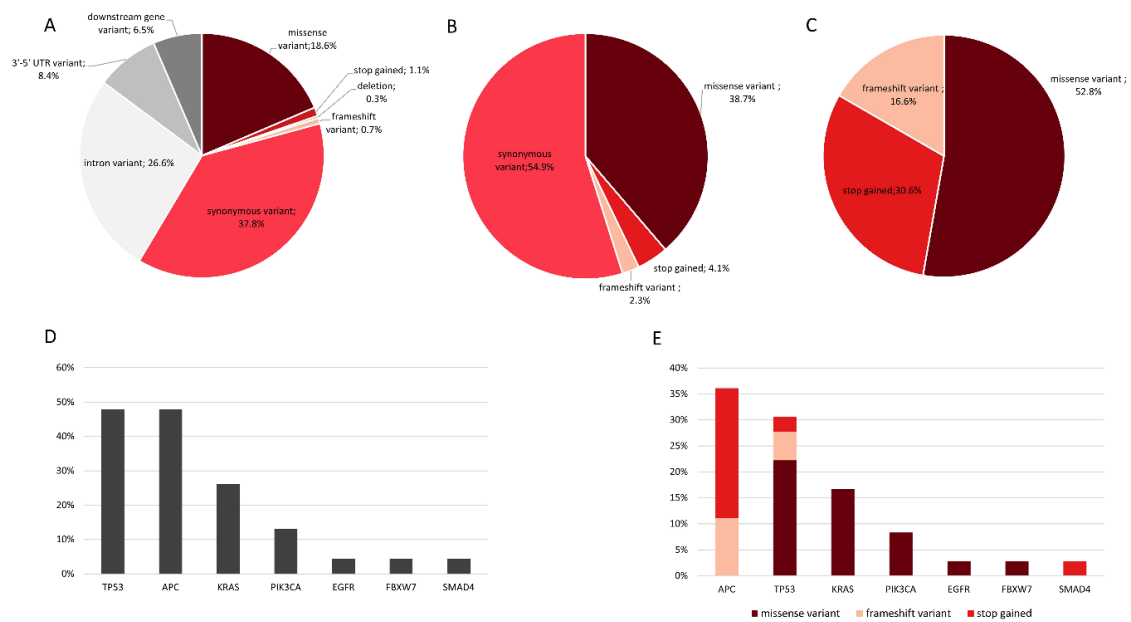 A
downstream gene
variant; 6.5%
3'-5' UTR variant;
8.4%
intron variant; 26.6%
synonymous variant;
37.8%
missense
variant;18.6%
stop gained; 1.1%
deletion;
0.3%
frameshift
variant; 0.7%
B
synonymous
variant;54.9%
missense variant ;
38.7%
stop gained; 4.1%
frameshift variant ;
2.3%
C
frameshift variant ;
16.6%
stop gained;30.6%
missense variant ;
52.8%
D
60%
50%
40%
30%
20%
10%
0%
TP53 APC KRAS PIK3CA EGFR FBXW7 SMAD4
E
40%
35%
30%
25%
20%
15%
10%
5%
0%
APC TP53 KRAS PIK3CA EGFR FBXW7 SMAD4
missense variant frameshift variant stop gained